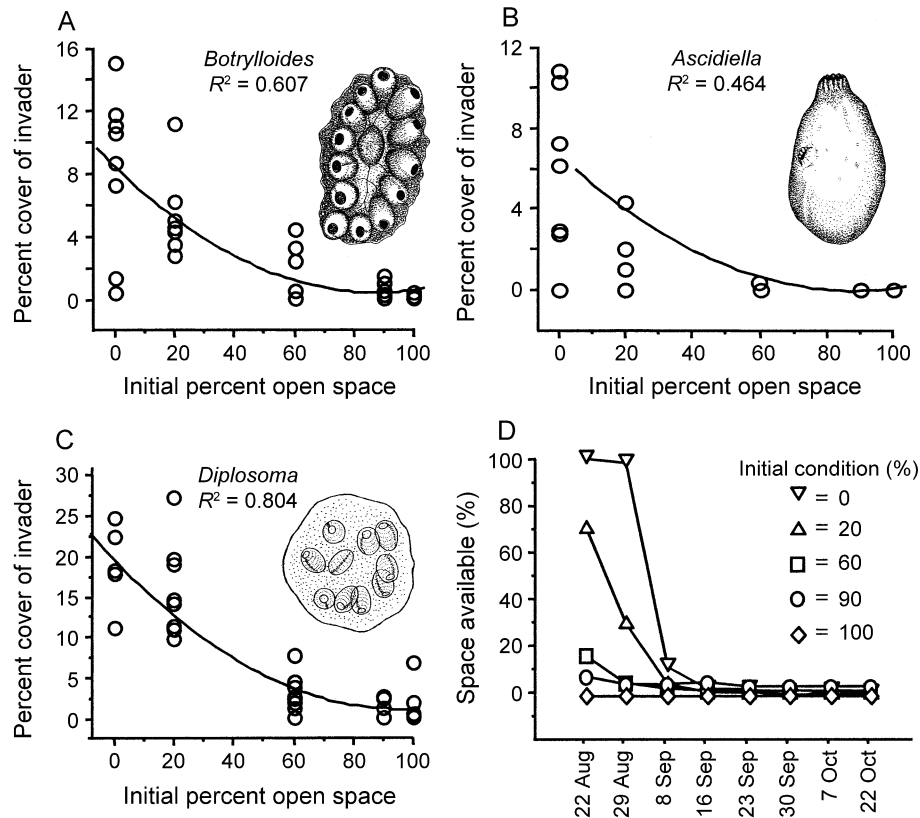 A
Botrylloides
R² = 0.607
Percent cover of invader
16
12
8
4
0
0 20 40 60 80 100
Initial percent open space
B
Ascidiella
R² = 0.464
Percent cover of invader
12
8
4
0
0 20 40 60 80 100
Initial percent open space
C
Diplosoma
R² = 0.804
Percent cover of invader
30
25
20
15
10
5
0
0 20 40 60 80 100
Initial percent open space
D
Initial condition (%)
= 0
= 20
= 60
= 90
= 100
Space available (%)
100
80
60
40
20
0
22 Aug
29 Aug
8 Sep
16 Sep
23 Sep
30 Sep
7 Oct
22 Oct